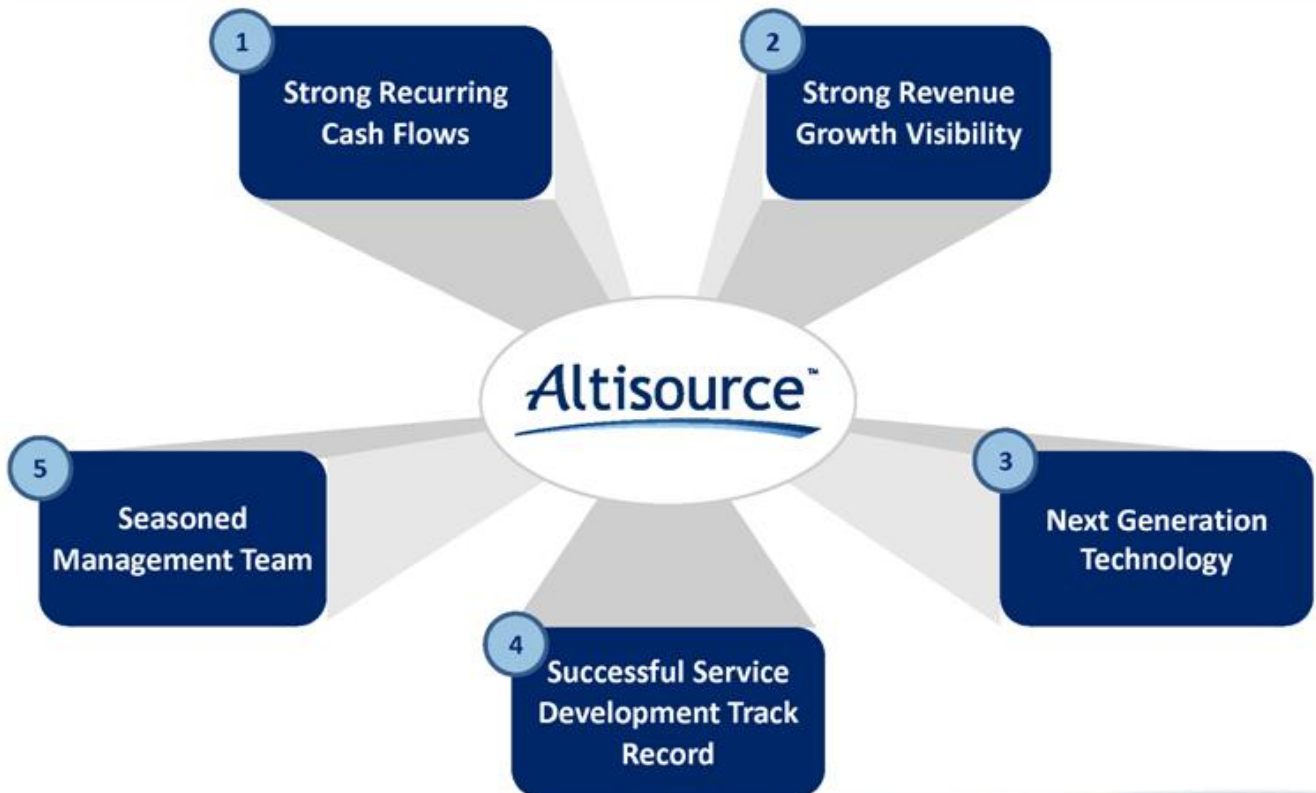 1
Strong Recurring
Cash Flows
2
Strong Revenue
Growth Visibility
Altisource™
3
Next Generation
Technology
4
Successful Service
Development Track
Record
5
Seasoned
Management Team